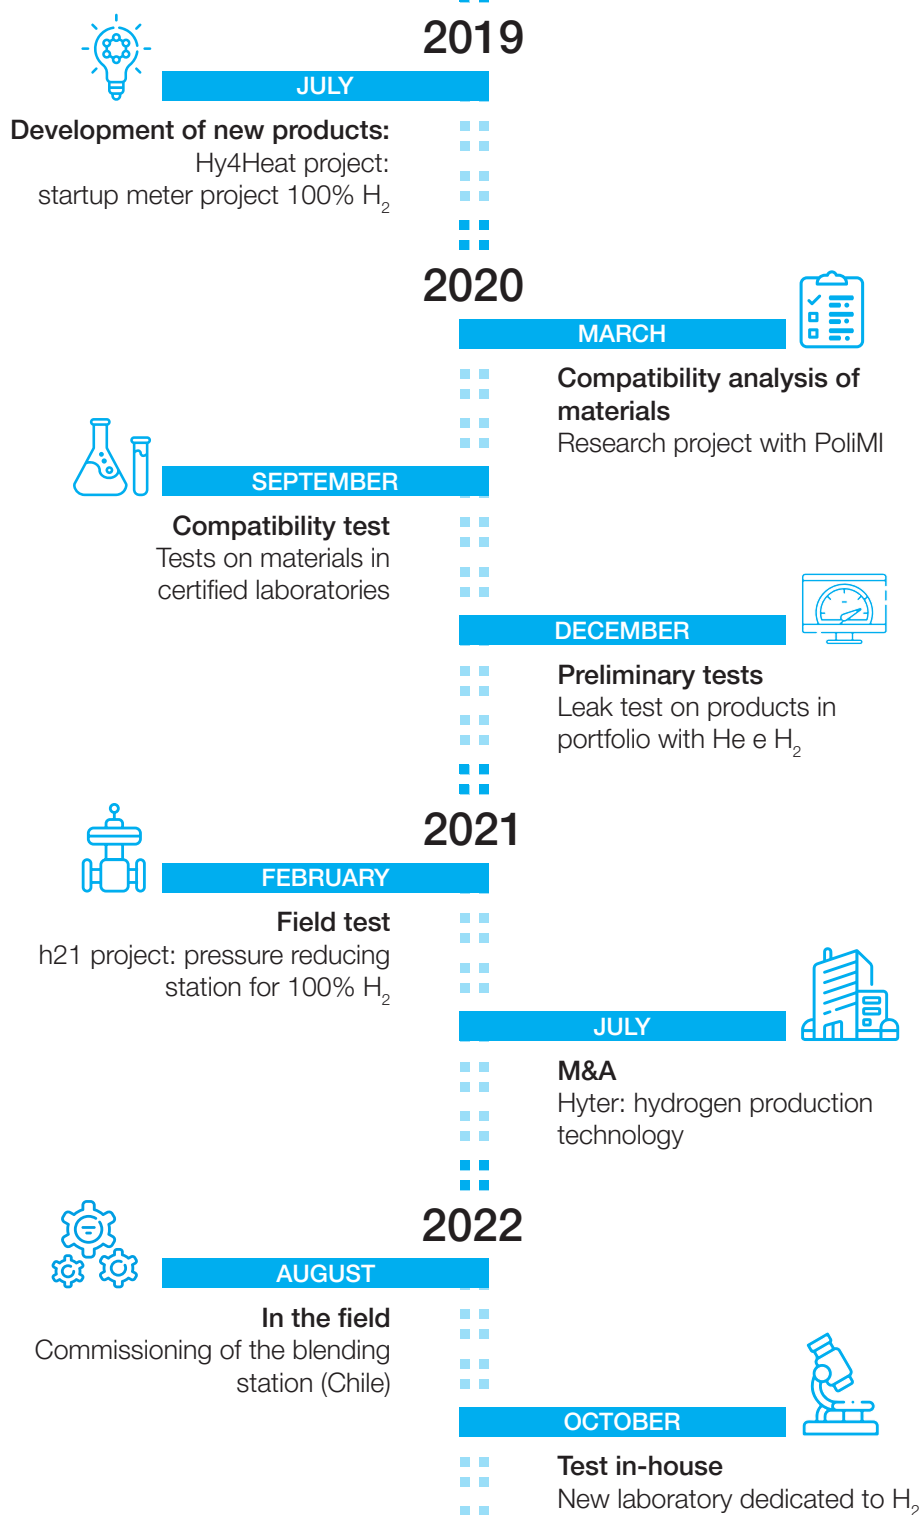 2019
JULY
Development of new products:
Hy4Heat project:
startup meter project 100% H₂
2020
MARCH
Compatibility analysis of
materials
Research project with PoliMI
SEPTEMBER
Compatibility test
Tests on materials in
certified laboratories
DECEMBER
Preliminary tests
Leak test on products in
portfolio with He e H₂
2021
FEBRUARY
Field test
h21 project: pressure reducing
station for 100% H₂
JULY
M&A
Hyter: hydrogen production
technology
2022
AUGUST
In the field
Commissioning of the blending
station (Chile)
OCTOBER
Test in-house
New laboratory dedicated to H₂